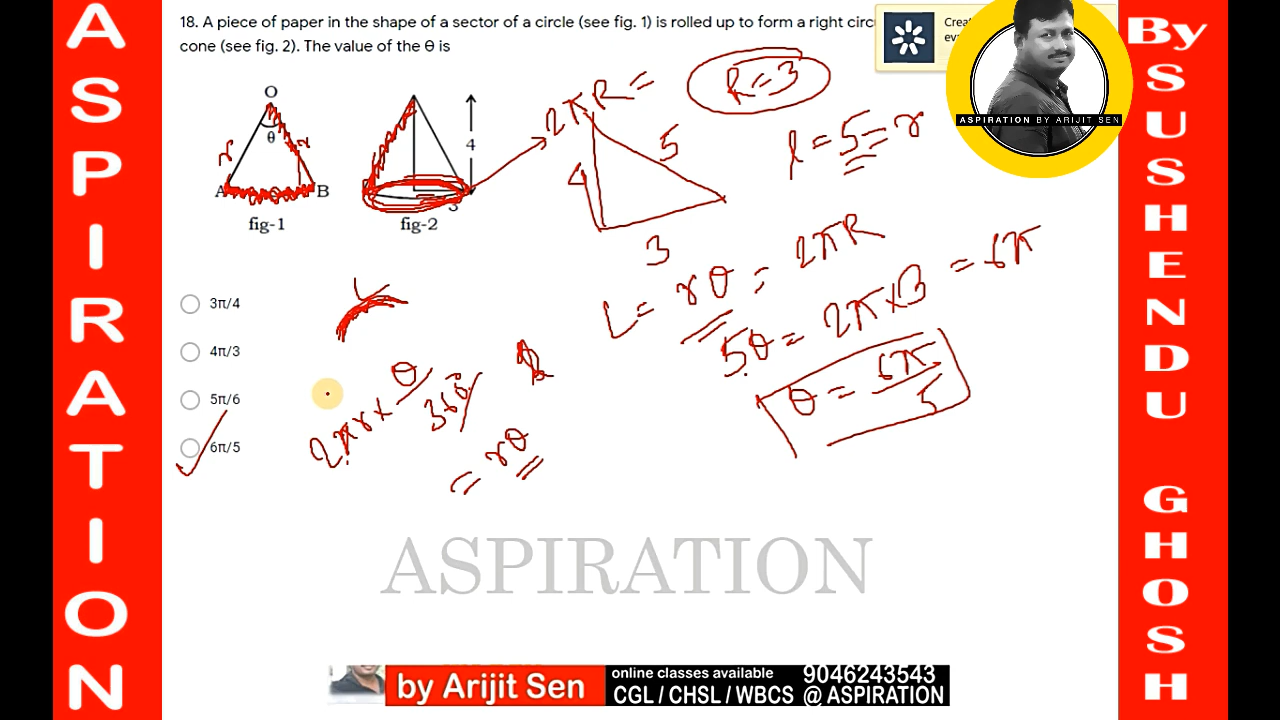 ASPIRATION
18. A piece of paper in the shape of a sector of a circle (see fig. 1) is rolled up to form a right circ
cone (see fig. 2). The value of the θ is
O
θ
r
r
A
B
fig-1
4
3
fig-2
2πR =
R=3
4
5
3
l = 5 = r
L = rθ = 2πR
5θ = 2π×3 = 6π
θ = 6π/5
3π/4
4π/3
5π/6
6π/5
L
2πr × θ/360°
= rθ
ASPIRATION BY ARIJIT SEN
ASPIRATION
by Arijit Sen
online classes available 9046243543
CGL / CHSL / WBCS @ ASPIRATION
By SUSHENDU GHOSH